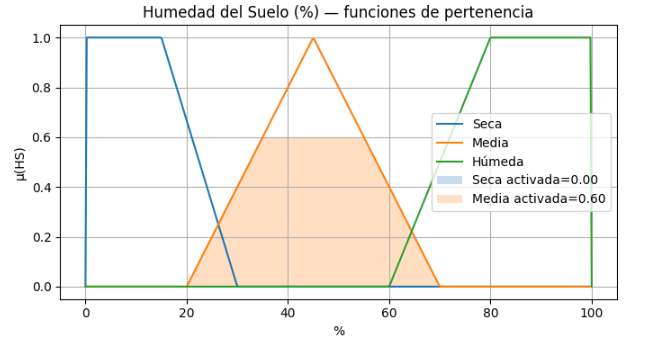 Humedad del Suelo (%) — funciones de pertenencia
1.0
0.8
0.6
0.4
0.2
0.0
μ(HS)
Seca
Media
Húmeda
Seca activada=0.00
Media activada=0.60
0 20 40 60 80 100
%